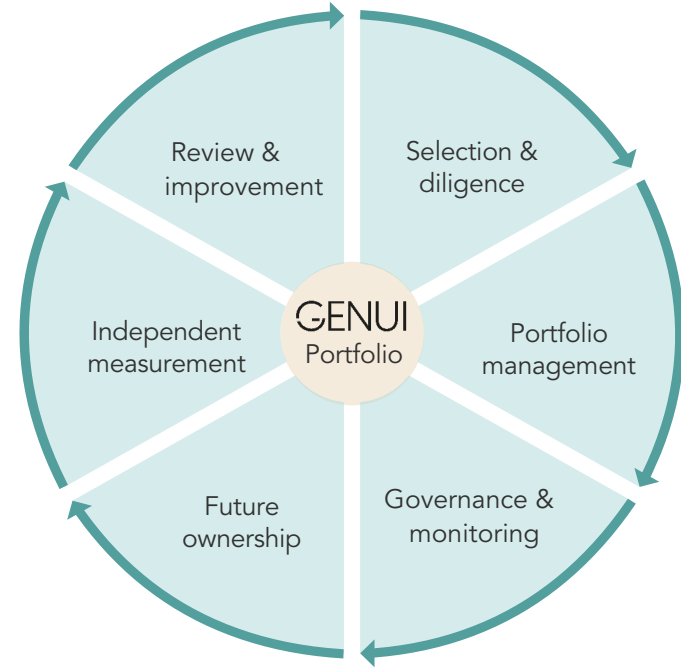 Review &
improvement
Selection &
diligence
Independent
measurement
GENUI
Portfolio
Portfolio
management
Future
ownership
Governance &
monitoring